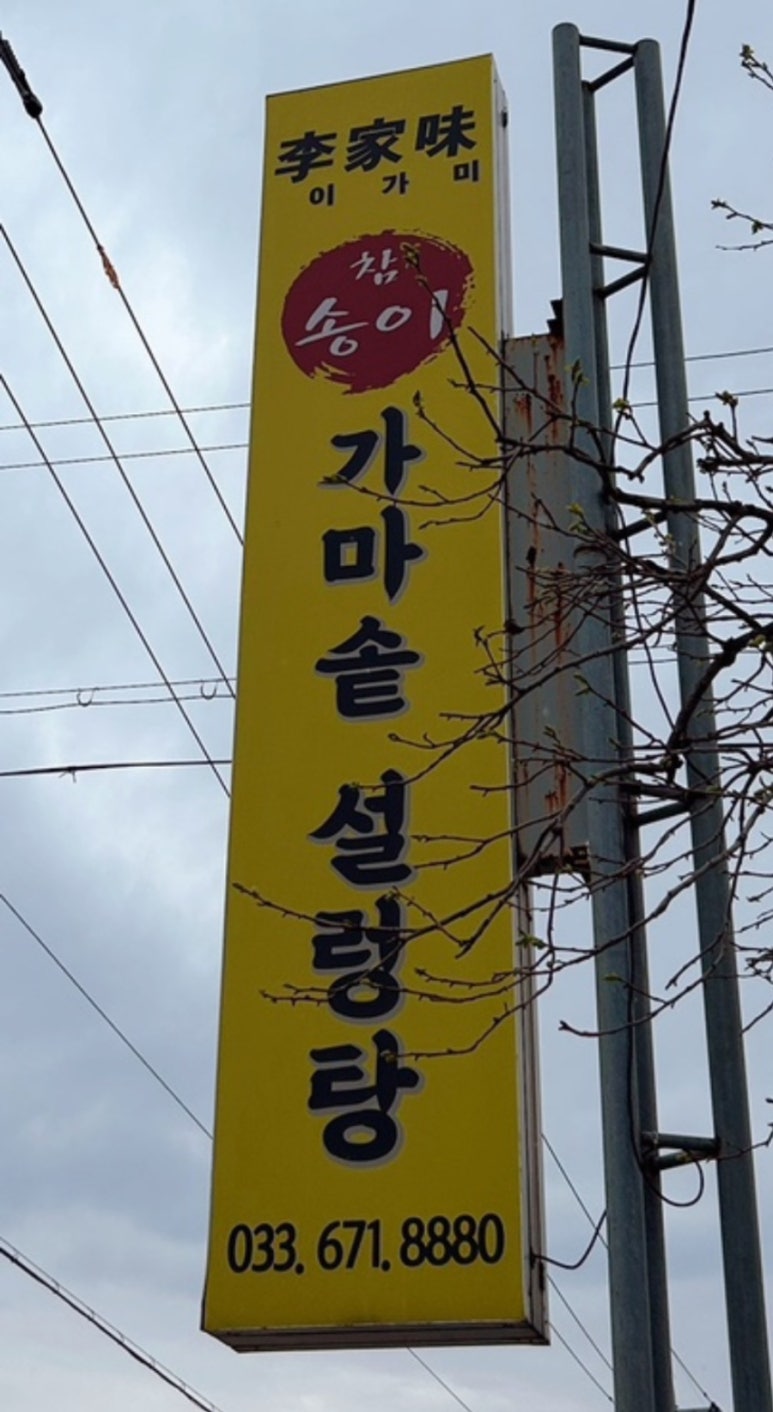 李家味
이가미
참
송이
가마솥 설렁탕
033. 671. 8880